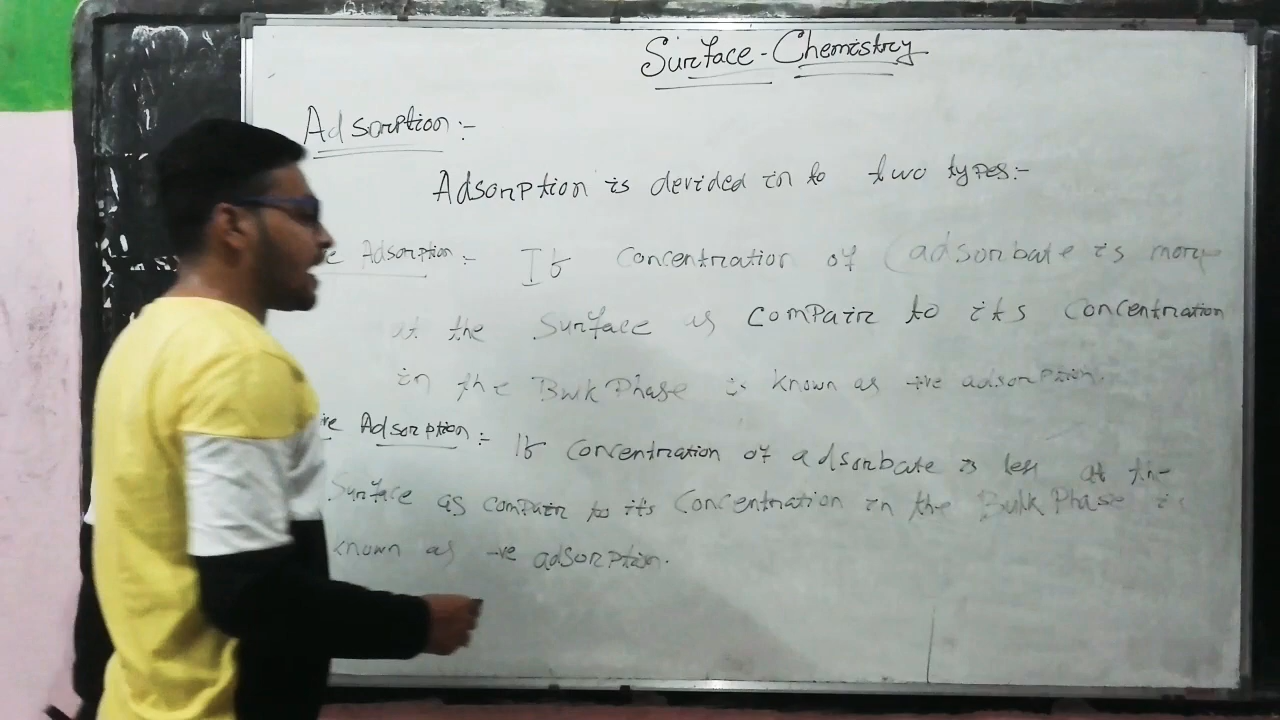 Surface - Chemistry
Adsorption :-
Adsorption is devided in to two types:-
ve Adsorption :- If Concentration of (adsorbate is more
at the Surface as compair to its Concentration
in the Bulk Phase is known as +ve adsorption.
ve Adsorption :- If Concentration of adsorbate is less at the
Surface as compair to its Concentration in the Bulk Phase is
known as -ve adsorption.